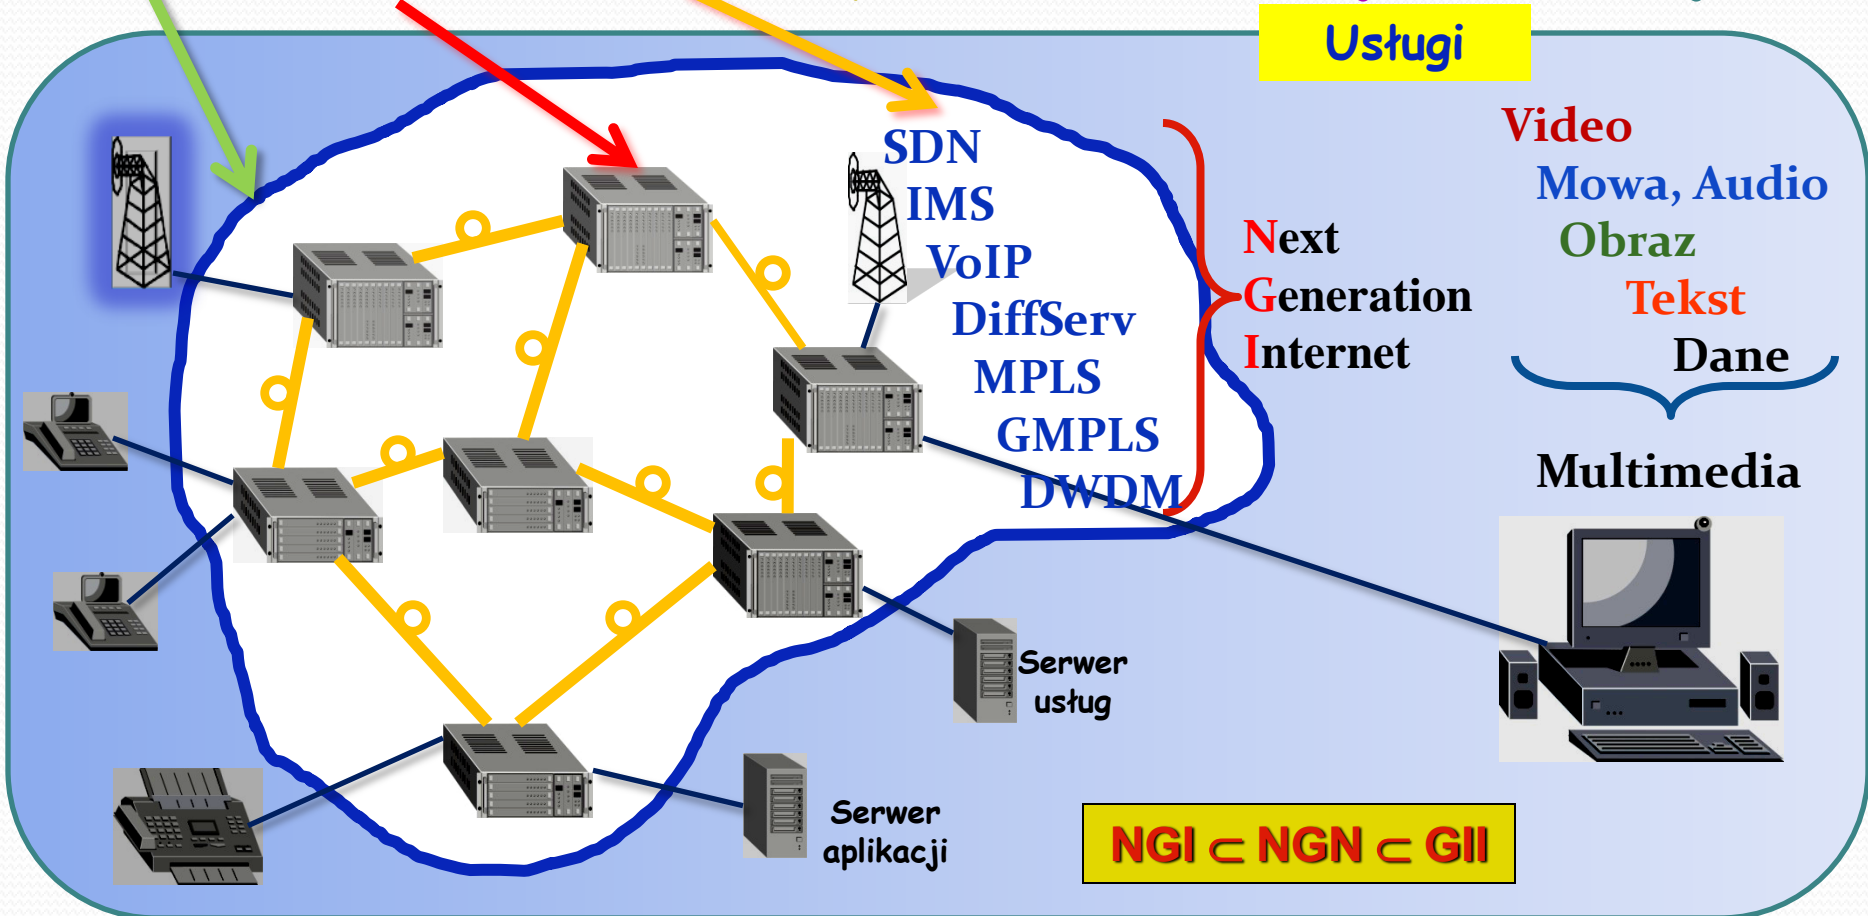 Usługi
SDN
IMS
VoIP
DiffServ
MPLS
GMPLS
DWDM
Next
Generation
Internet
Video
Mowa, Audio
Obraz
Tekst
Dane
Multimedia
Serwer
usług
Serwer
aplikacji
NGI ⊂ NGN ⊂ GII